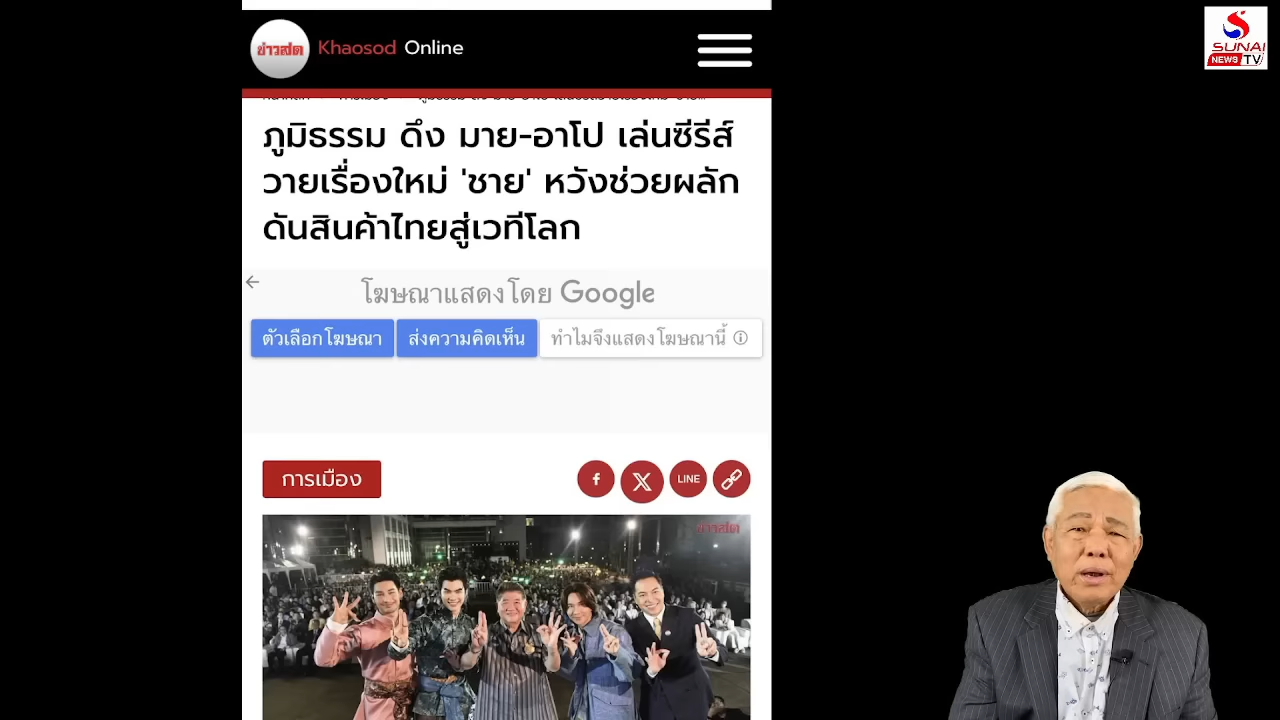 ข่าวสด Khaosod Online
SUNAI
NEWS TV
ภูมิธรรม ดึง มาย-อาโป เล่นซีรีส์
วายเรื่องใหม่ 'ชาย' หวังช่วยผลัก
ดันสินค้าไทยสู่เวทีโลก
โฆษณาแสดงโดย Google
ตัวเลือกโฆษณา ส่งความคิดเห็น ทำไมจึงแสดงโฆษณานี้
การเมือง
f X LINE
ข่าวสด